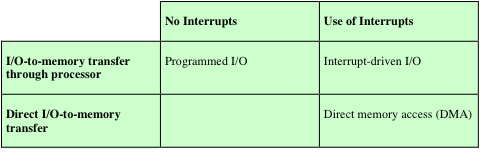 No Interrupts
Use of Interrupts
I/O-to-memory transfer
through processor
Programmed I/O
Interrupt-driven I/O
Direct I/O-to-memory
transfer
Direct memory access (DMA)